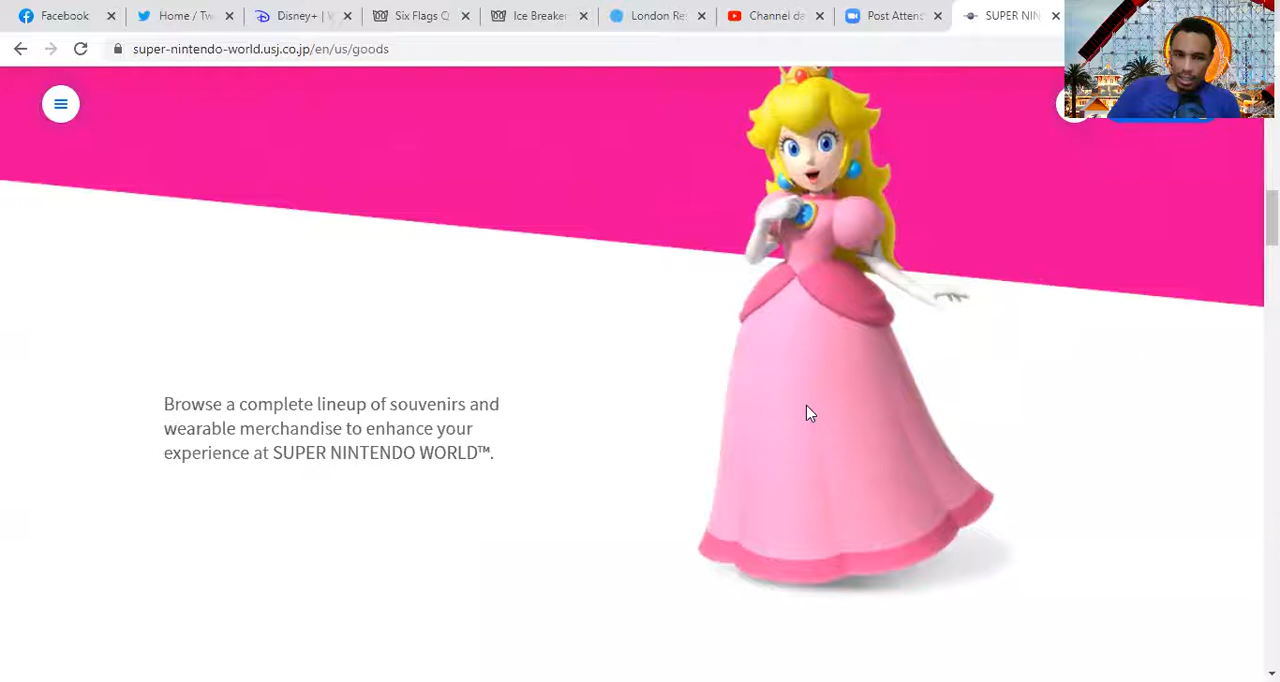 Facebook
Home / Tw
Disney+ |
Six Flags Q
Ice Breaker
London Re
Channel da
Post Atten
SUPER NIN
super-nintendo-world.usj.co.jp/en/us/goods
Browse a complete lineup of souvenirs and
wearable merchandise to enhance your
experience at SUPER NINTENDO WORLD™.